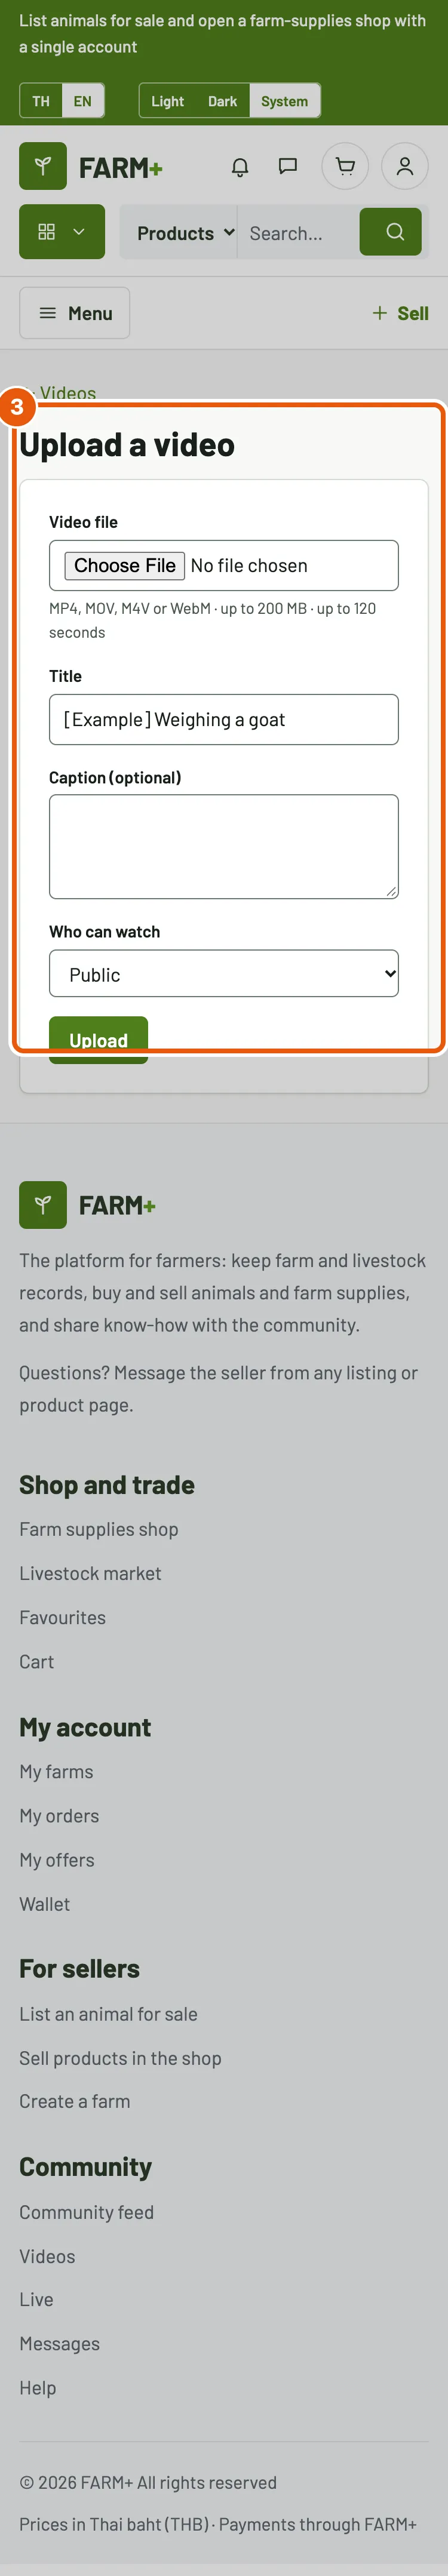 List animals for sale and open a farm-supplies shop with
a single account
TH EN Light Dark System
FARM+
Products Search...
Menu + Sell
Videos
3
Upload a video
Video file
Choose File No file chosen
MP4, MOV, M4V or WebM · up to 200 MB · up to 120
seconds
Title
[Example] Weighing a goat
Caption (optional)
Who can watch
Public
Upload
FARM+
The platform for farmers: keep farm and livestock
records, buy and sell animals and farm supplies,
and share know-how with the community.
Questions? Message the seller from any listing or
product page.
Shop and trade
Farm supplies shop
Livestock market
Favourites
Cart
My account
My farms
My orders
My offers
Wallet
For sellers
List an animal for sale
Sell products in the shop
Create a farm
Community
Community feed
Videos
Live
Messages
Help
© 2026 FARM+ All rights reserved
Prices in Thai baht (THB) · Payments through FARM+